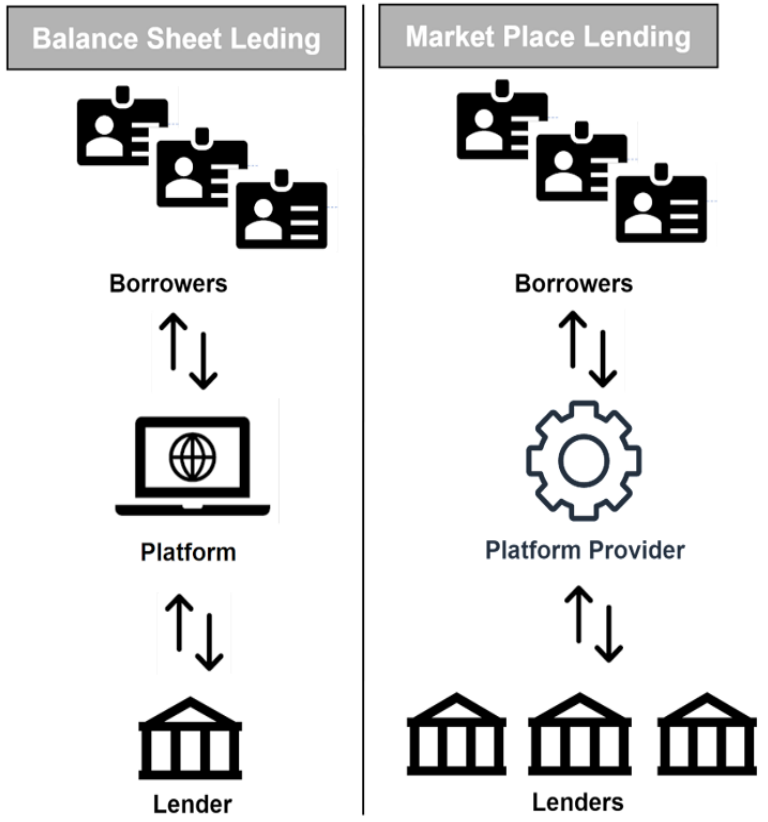 Balance Sheet Leding
Borrowers
Platform
Lender
Market Place Lending
Borrowers
Platform Provider
Lenders